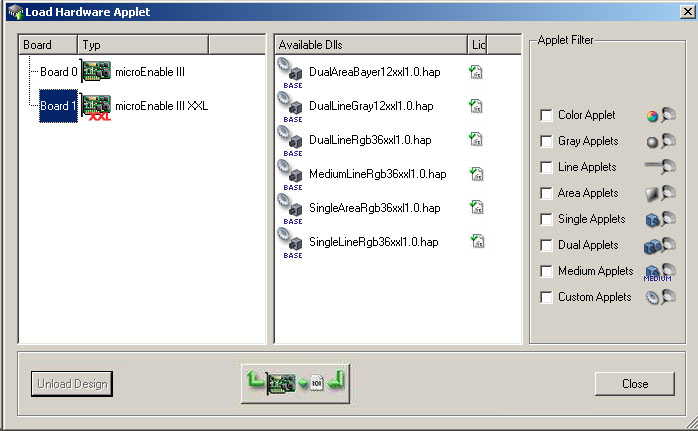 Load Hardware Applet
Board Typ
Board 0 microEnable III
Board 1 XXL microEnable III XXL
Available Dlls Lic
BASE DualAreaBayer12xxl1.0.hap
BASE DualLineGray12xxl1.0.hap
BASE DualLineRgb36xxl1.0.hap
BASE MediumLineRgb36xxl1.0.hap
BASE SingleAreaRgb36xxl1.0.hap
BASE SingleLineRgb36xxl1.0.hap
Applet Filter
Color Applet
Gray Applets
Line Applets
Area Applets
Single Applets
Dual Applets
Medium Applets MEDIUM
Custom Applets
Unload Design
101
Close